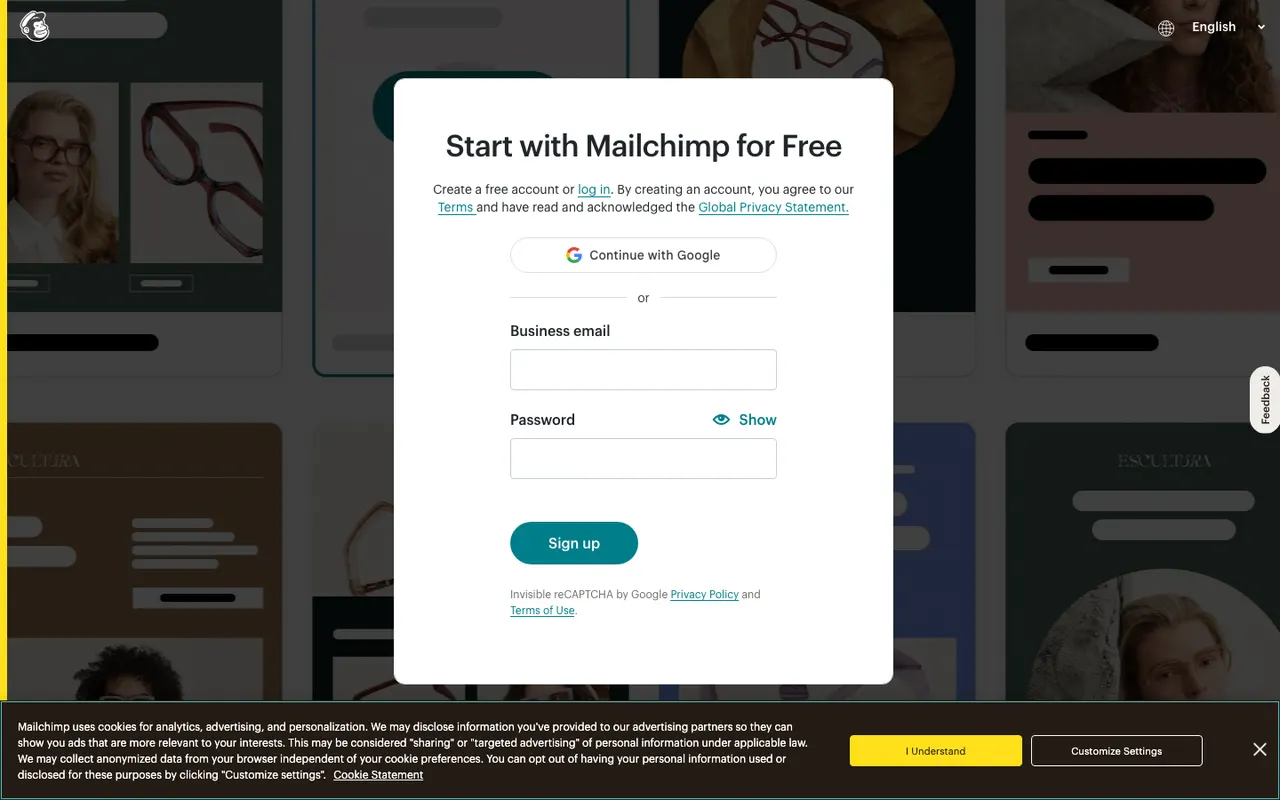 English
Start with Mailchimp for Free
Create a free account or log in. By creating an account, you agree to our
Terms and have read and acknowledged the Global Privacy Statement.
Continue with Google
or
Business email
Password
Show
Sign up
Invisible reCAPTCHA by Google Privacy Policy and
Terms of Use.
Feedback
ESCULTURA
Mailchimp uses cookies for analytics, advertising, and personalization. We may disclose information you've provided to our advertising partners so they can
show you ads that are more relevant to your interests. This may be considered "sharing" or "targeted advertising" of personal information under applicable law.
We may collect anonymized data from your browser independent of your cookie preferences. You can opt out of having your personal information used or
disclosed for these purposes by clicking "Customize settings". Cookie Statement
I Understand
Customize Settings